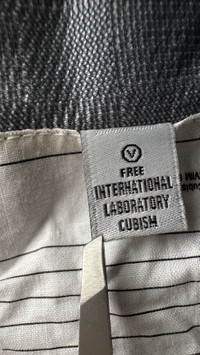 V
FREE
INTERNATIONAL
LABORATORY
CUBISM